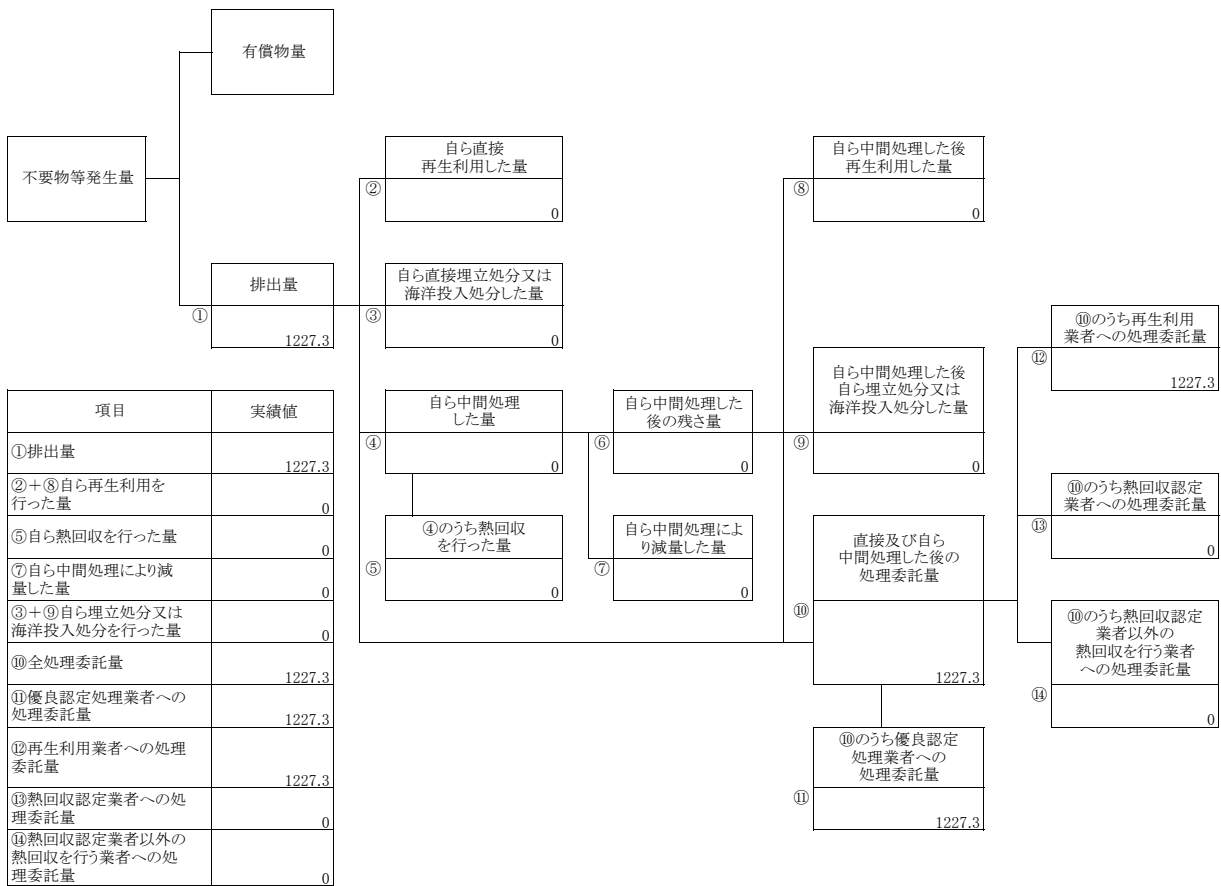 有償物量
不要物等発生量
排出量
①
1227.3
自ら直接
再生利用した量
②
0
自ら直接埋立処分又は
海洋投入処分した量
③
0
自ら中間処理
した量
④
0
④のうち熱回収
を行った量
⑤
0
自ら中間処理した
後の残さ量
⑥
0
自ら中間処理によ
り減量した量
⑦
0
自ら中間処理した後
再生利用した量
⑧
0
自ら中間処理した後
自ら埋立処分又は
海洋投入処分した量
⑨
0
直接及び自ら
中間処理した後の
処理委託量
⑩
1227.3
⑩のうち優良認定
処理業者への
処理委託量
⑪
1227.3
⑩のうち再生利用
業者への処理委託量
⑫
1227.3
⑩のうち熱回収認定
業者への処理委託量
⑬
0
⑩のうち熱回収認定
業者以外の
熱回収を行う業者
への処理委託量
⑭
0
項目 実績値
①排出量
1227.3
②+⑧自ら再生利用を
行った量
0
⑤自ら熱回収を行った量
0
⑦自ら中間処理により減
量した量
0
③+⑨自ら埋立処分又は
海洋投入処分を行った量
0
⑩全処理委託量
1227.3
⑪優良認定処理業者への
処理委託量
1227.3
⑫再生利用業者への処理
委託量
1227.3
⑬熱回収認定業者への処
理委託量
0
⑭熱回収認定業者以外の
熱回収を行う業者への処
理委託量
0